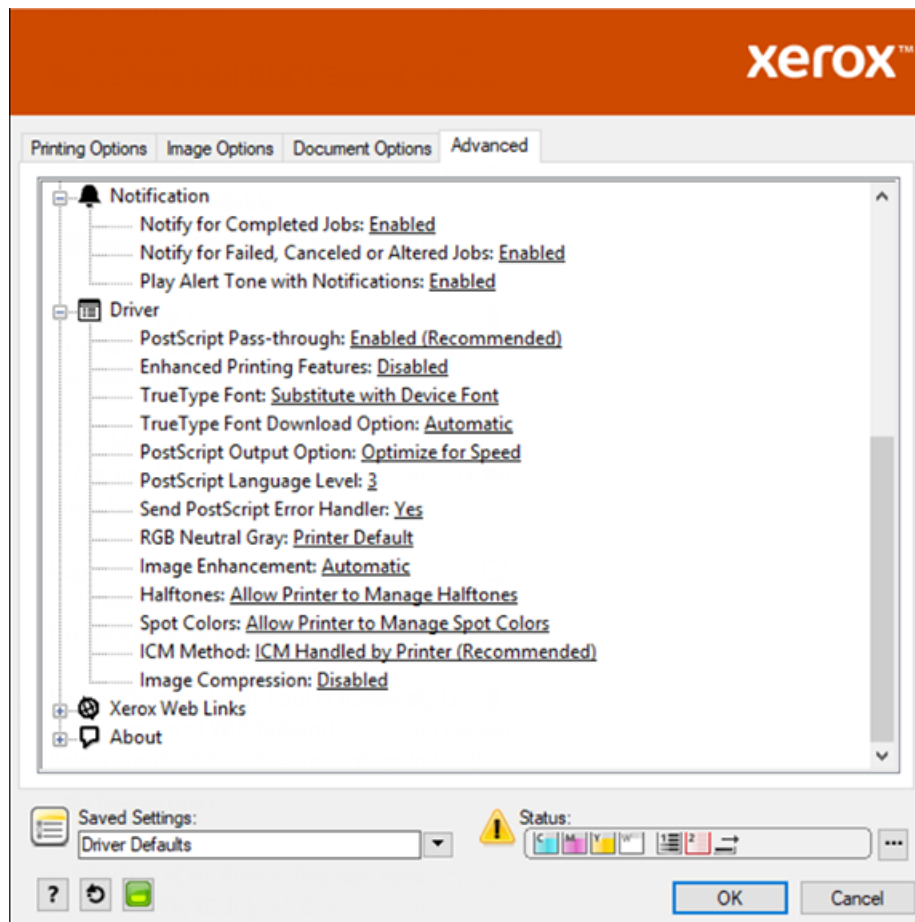 xerox™
Printing Options Image Options Document Options Advanced
Notification
Notify for Completed Jobs: Enabled
Notify for Failed, Canceled or Altered Jobs: Enabled
Play Alert Tone with Notifications: Enabled
Driver
PostScript Pass-through: Enabled (Recommended)
Enhanced Printing Features: Disabled
TrueType Font: Substitute with Device Font
TrueType Font Download Option: Automatic
PostScript Output Option: Optimize for Speed
PostScript Language Level: 3
Send PostScript Error Handler: Yes
RGB Neutral Gray: Printer Default
Image Enhancement: Automatic
Halftones: Allow Printer to Manage Halftones
Spot Colors: Allow Printer to Manage Spot Colors
ICM Method: ICM Handled by Printer (Recommended)
Image Compression: Disabled
Xerox Web Links
About
Saved Settings:
Driver Defaults
Status:
C M Y W 1 2
...
?
OK Cancel